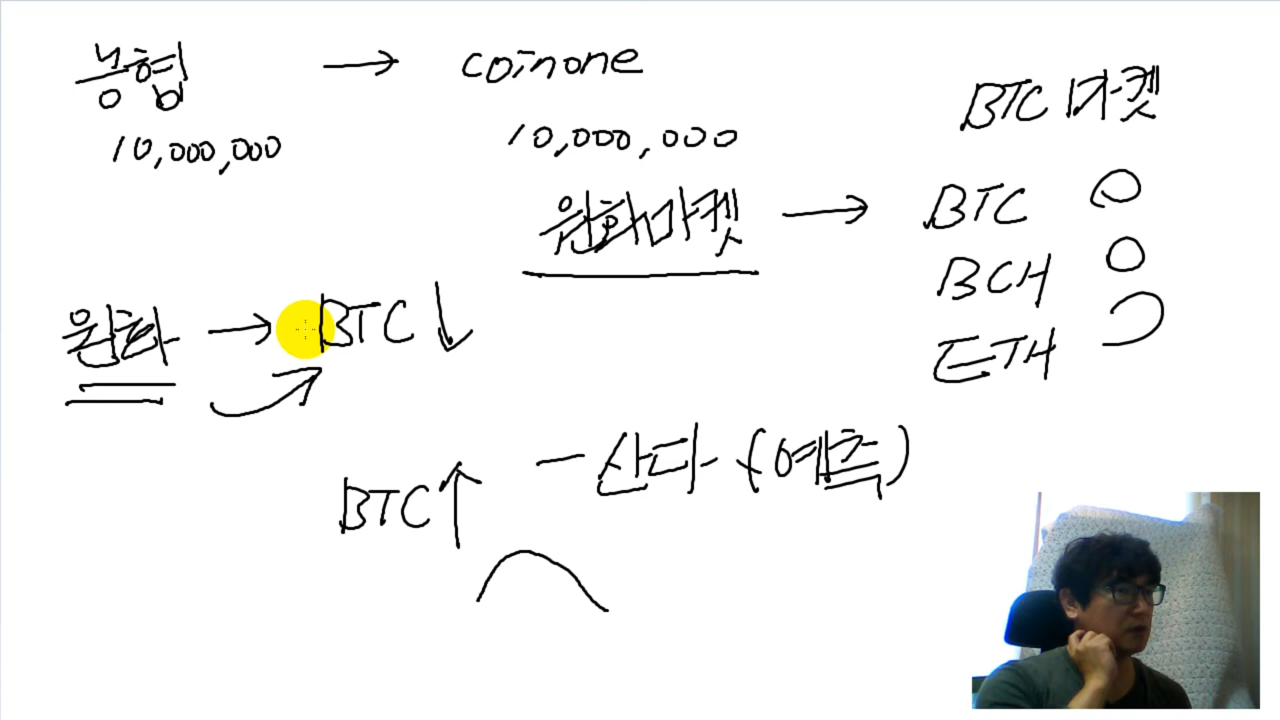 농협 → coinone
10,000,000
10,000,000
BTC 마켓
원화마켓 → BTC
BCH
ETH
원화 → BTC ↓
BTC ↑
- 산다 (예측)